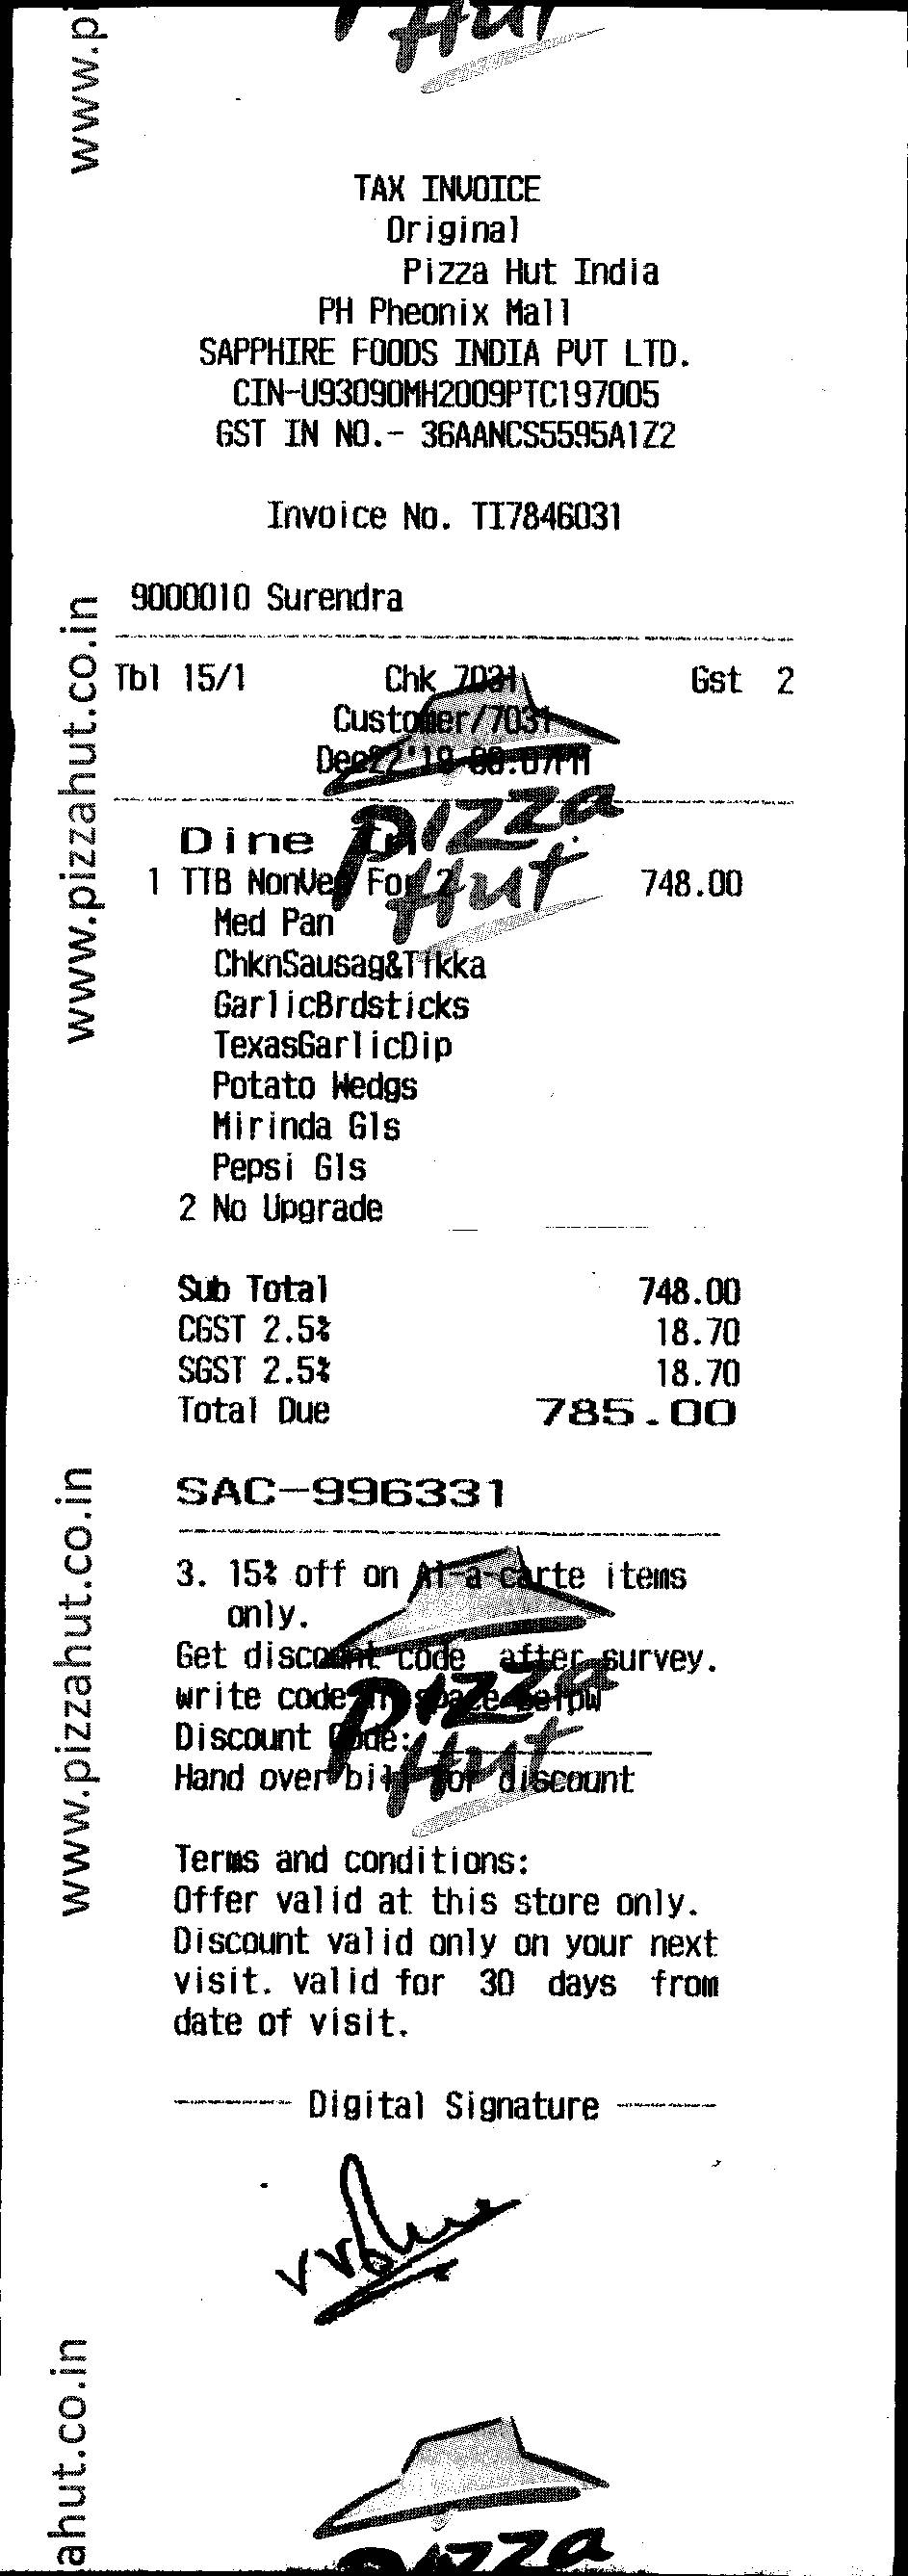 Hut
www.pi
TAX INVOICE
Original
Pizza Hut India
PH Pheonix Mall
SAPPHIRE FOODS INDIA PVT LTD.
CIN-U93090MH2009PTC197005
GST IN NO.- 36AANCS5595A1Z2
Invoice No. TI7846031
9000010 Surendra
www.pizzahut.co.in
Tbl 15/1 Chk 7031 Gst 2
Customer/7031
Pizza
Hut
Dine In
1 TTB NonVeg For 2 748.00
Med Pan
ChknSausag&Tikka
GarlicBrdsticks
TexasGarlicDip
Potato Wedgs
Mirinda Gls
Pepsi Gls
2 No Upgrade
Sub Total 748.00
CGST 2.5% 18.70
SGST 2.5% 18.70
Total Due 785.00
SAC-996331
www.pizzahut.co.in
3. 15% off on Al-a-carte items
only.
Get discount code after survey.
write code in space below
Discount Code: ____________
Hand over bill for discount
Pizza
Hut
Terms and conditions:
Offer valid at this store only.
Discount valid only on your next
visit. valid for 30 days from
date of visit.
------- Digital Signature ------
ahut.co.in
Pizza